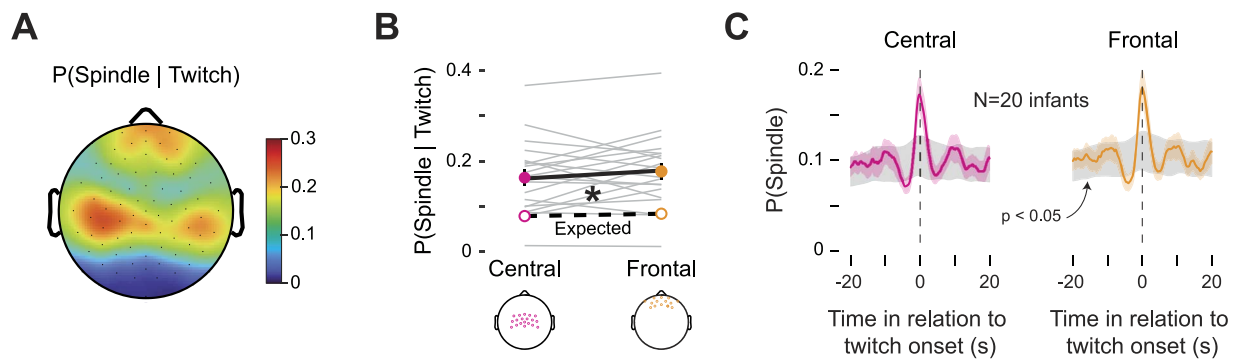 A
P(Spindle | Twitch)
0.3
0.2
0.1
0
B
P(Spindle | Twitch)
0.4
0.2
0
*
Expected
Central
Frontal
C
Central
Frontal
P(Spindle)
0.2
0.1
0
N=20 infants
p < 0.05
-20
0
20
-20
0
20
Time in relation to
twitch onset (s)
Time in relation to
twitch onset (s)